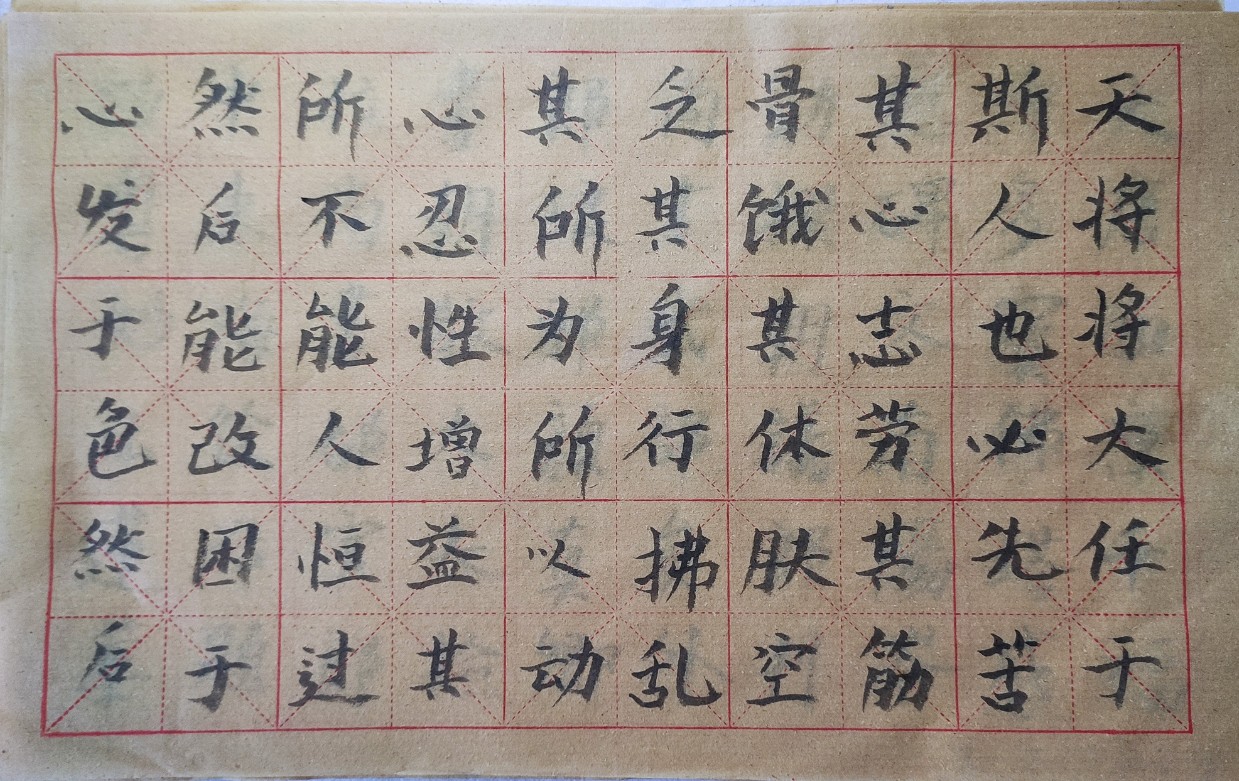 天将将大任于
斯人也必先苦
其心志劳其筋
骨饿其体肤空
乏其身行拂乱
其所为所以动
心忍性增益其
所不能人恒过
然后能改困于
心发于色然后